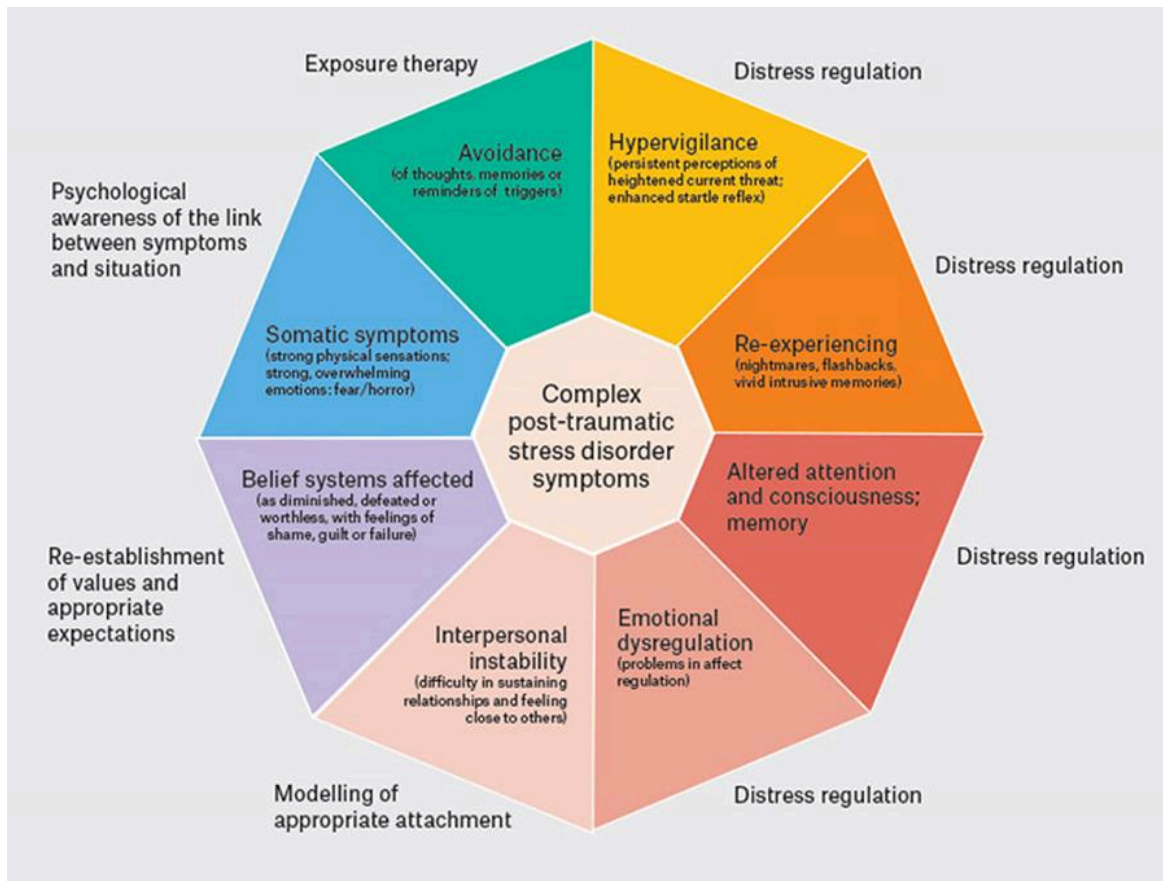 Exposure therapy
Distress regulation
Avoidance
(of thoughts, memories or
reminders of triggers)
Hypervigilance
(persistent perceptions of
heightened current threat;
enhanced startle reflex)
Psychological
awareness of the link
between symptoms
and situation
Distress regulation
Somatic symptoms
(strong physical sensations;
strong, overwhelming
emotions: fear/horror)
Re-experiencing
(nightmares, flashbacks,
vivid intrusive memories)
Complex
post-traumatic
stress disorder
symptoms
Belief systems affected
(as diminished, defeated or
worthless, with feelings of
shame, guilt or failure)
Altered attention
and consciousness;
memory
Re-establishment
of values and
appropriate
expectations
Distress regulation
Interpersonal
instability
(difficulty in sustaining
relationships and feeling
close to others)
Emotional
dysregulation
(problems in affect
regulation)
Modelling of
appropriate attachment
Distress regulation